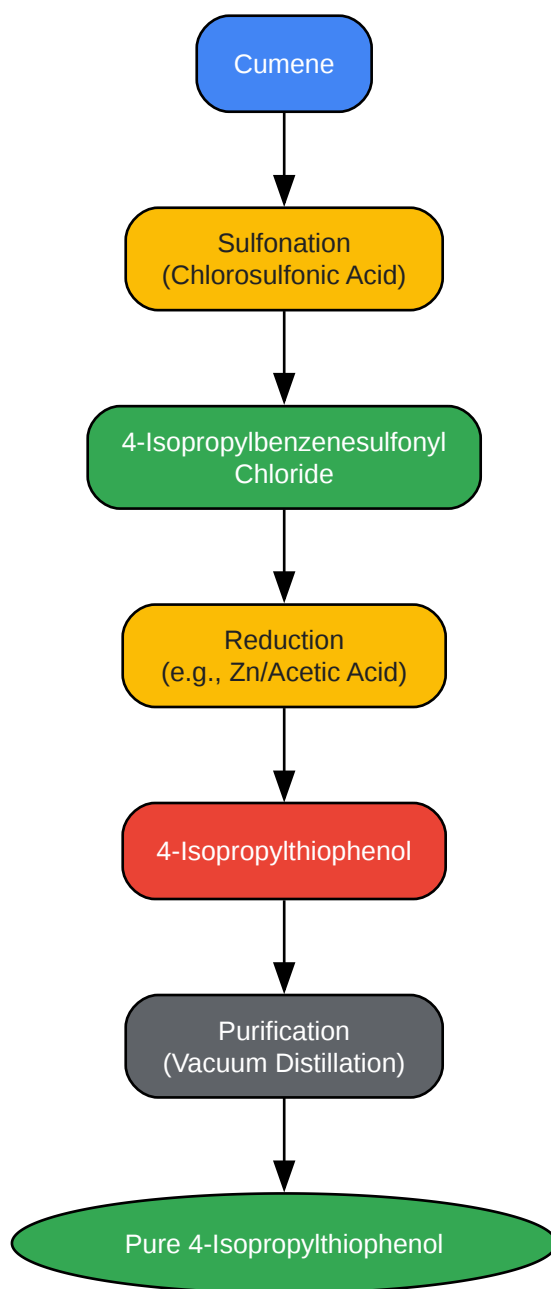 Cumene
Sulfonation
(Chlorosulfonic Acid)
4-Isopropylbenzenesulfonyl
Chloride
Reduction
(e.g., Zn/Acetic Acid)
4-Isopropylthiophenol
Purification
(Vacuum Distillation)
Pure 4-Isopropylthiophenol